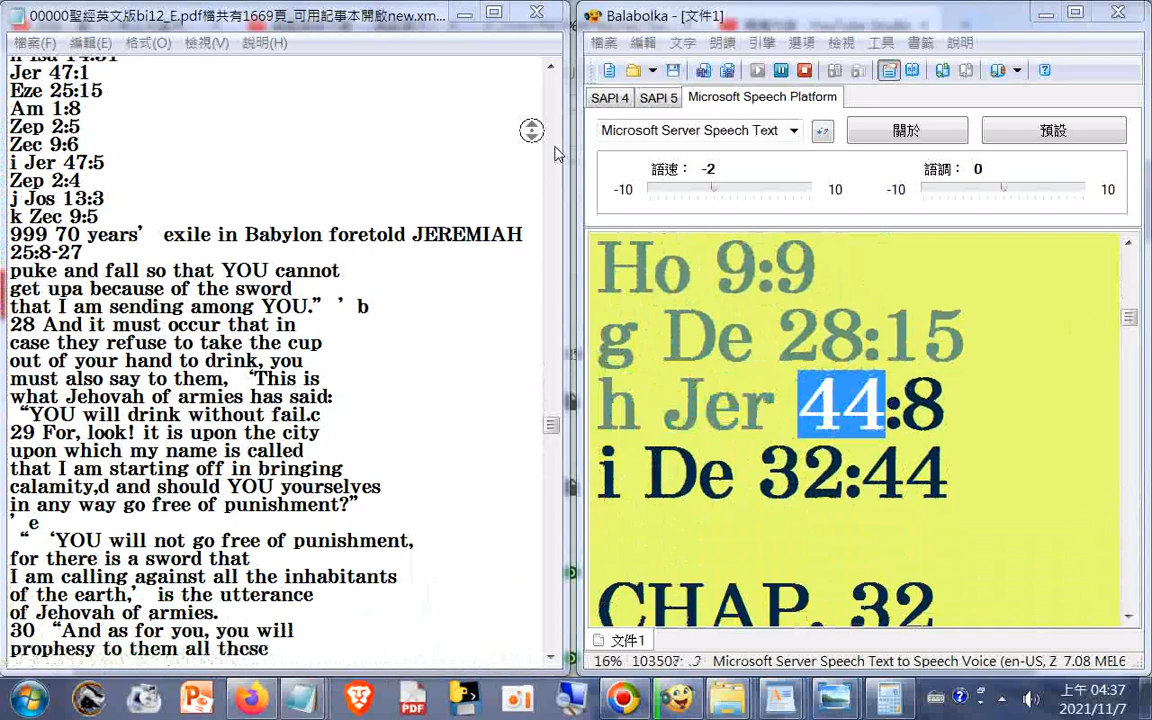 00000聖經英文版bi12_E.pdf檔共有1669頁_可用記事本開啟new.xm...
檔案(F) 編輯(E) 格式(O) 檢視(V) 說明(H)
Jer 47:1
Eze 25:15
Am 1:8
Zep 2:5
Zec 9:6
i Jer 47:5
Zep 2:4
j Jos 13:3
k Zec 9:5
999 70 years’ exile in Babylon foretold JEREMIAH
25:8-27
puke and fall so that YOU cannot
get upa because of the sword
that I am sending among YOU.” ’ b
28 And it must occur that in
case they refuse to take the cup
out of your hand to drink, you
must also say to them, ‘This is
what Jehovah of armies has said:
“YOU will drink without fail.c
29 For, look! it is upon the city
upon which my name is called
that I am starting off in bringing
calamity,d and should YOU yourselves
in any way go free of punishment?”
’ e
“ ‘YOU will not go free of punishment,
for there is a sword that
I am calling against all the inhabitants
of the earth,’ is the utterance
of Jehovah of armies.
30 “And as for you, you will
prophesy to them all these
Balabolka - [文件1]
檔案 編輯 文字 朗讀 引擎 選項 檢視 工具 書籤 說明
SAPI 4 SAPI 5 Microsoft Speech Platform
Microsoft Server Speech Text 關於 預設
語速： -2 語調： 0
-10 10 -10 10
Ho 9:9
g De 28:15
h Jer 44:8
i De 32:44
CHAP. 32
文件1
16% Microsoft Server Speech Text to Speech Voice (en-US, Z 7.08 МБ
上午 04:37
2021/11/7